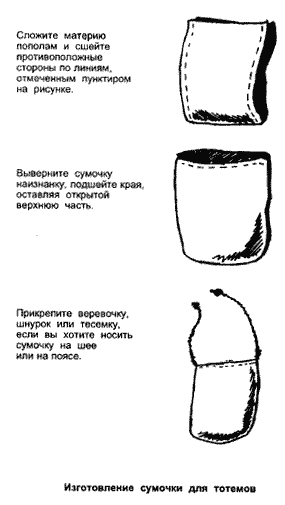 Сложите материю
пополам и сшейте
противоположные
стороны по линиям,
отмеченным пунктиром
на рисунке.
Выверните сумочку
наизнанку, подшейте края,
оставляя открытой
верхнюю часть.
Прикрепите веревочку,
шнурок или тесемку,
если вы хотите носить
сумочку на шее
или на поясе.
Изготовление сумочки для тотемов